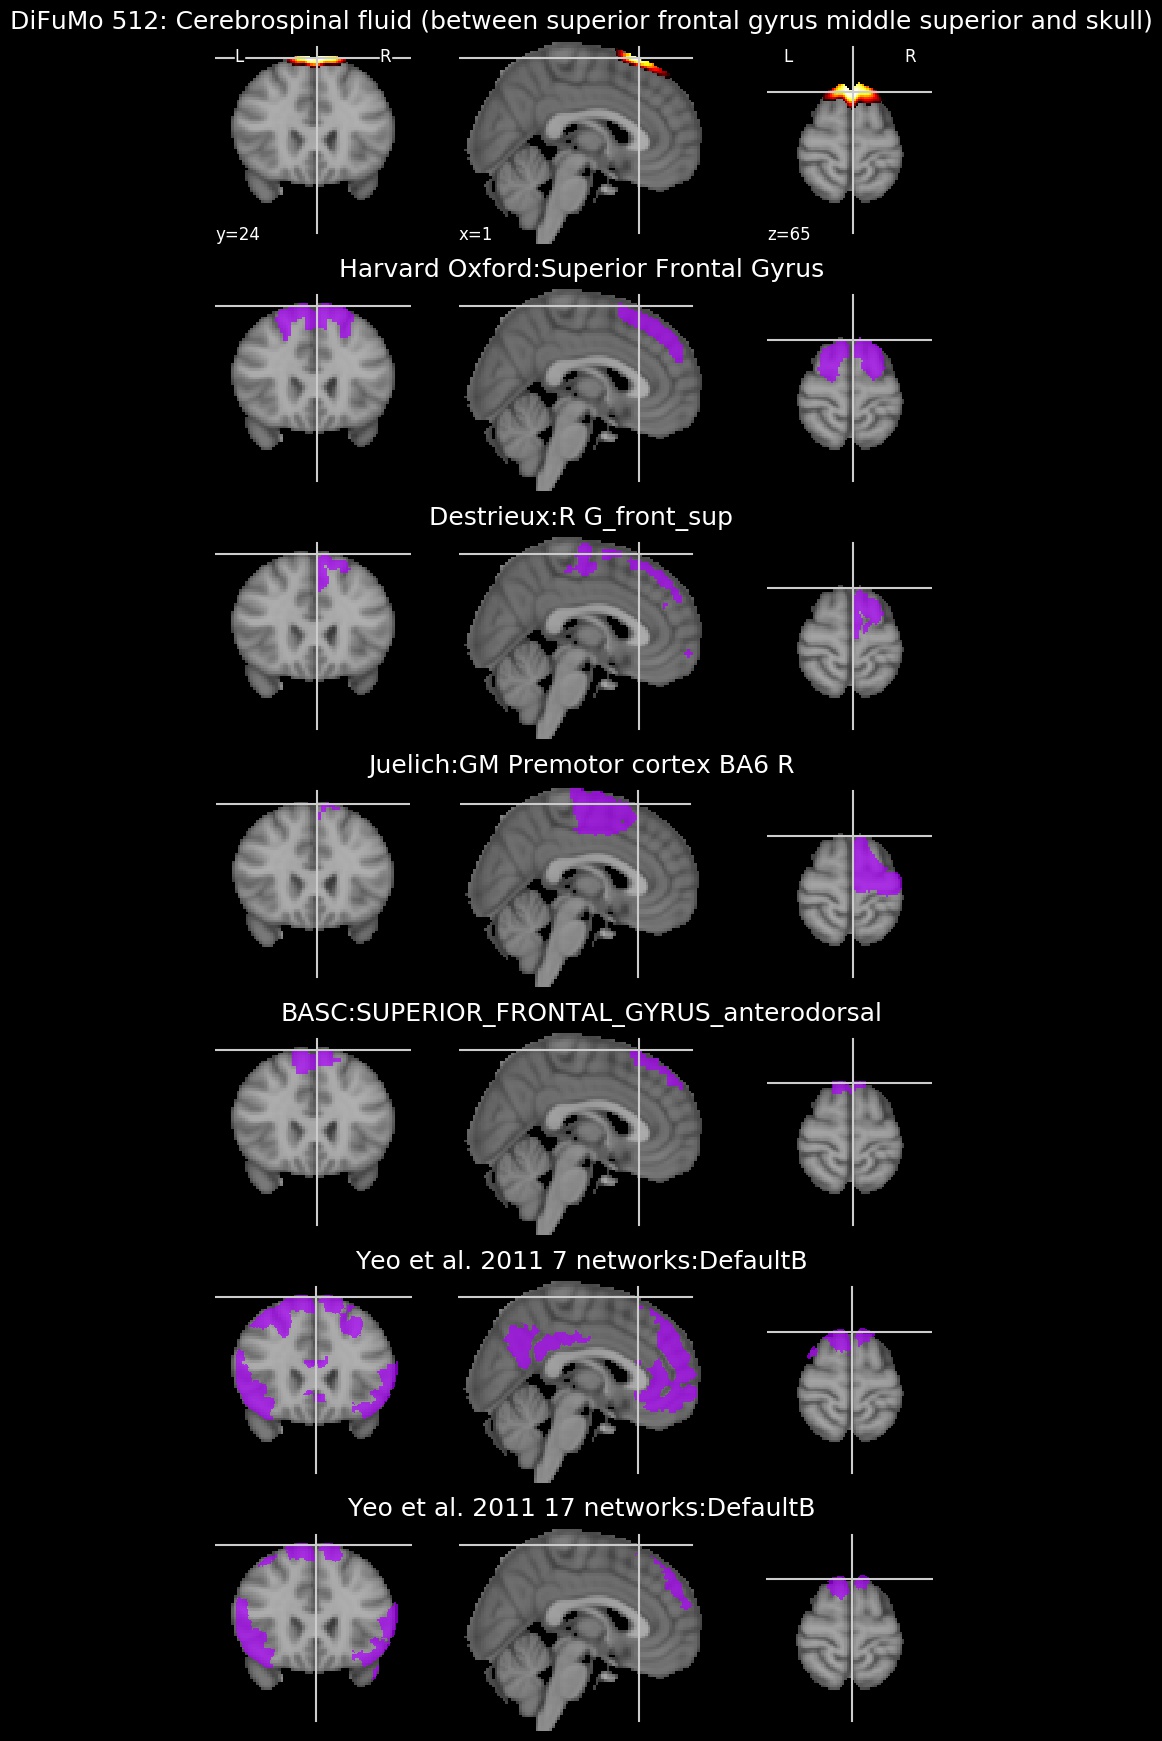 DiFuMo 512: Cerebrospinal fluid (between superior frontal gyrus middle superior and skull)
L R L R
y=24 x=1 z=65
Harvard Oxford:Superior Frontal Gyrus
Destrieux:R G_front_sup
Juelich:GM Premotor cortex BA6 R
BASC:SUPERIOR_FRONTAL_GYRUS_anterodorsal
Yeo et al. 2011 7 networks:DefaultB
Yeo et al. 2011 17 networks:DefaultB